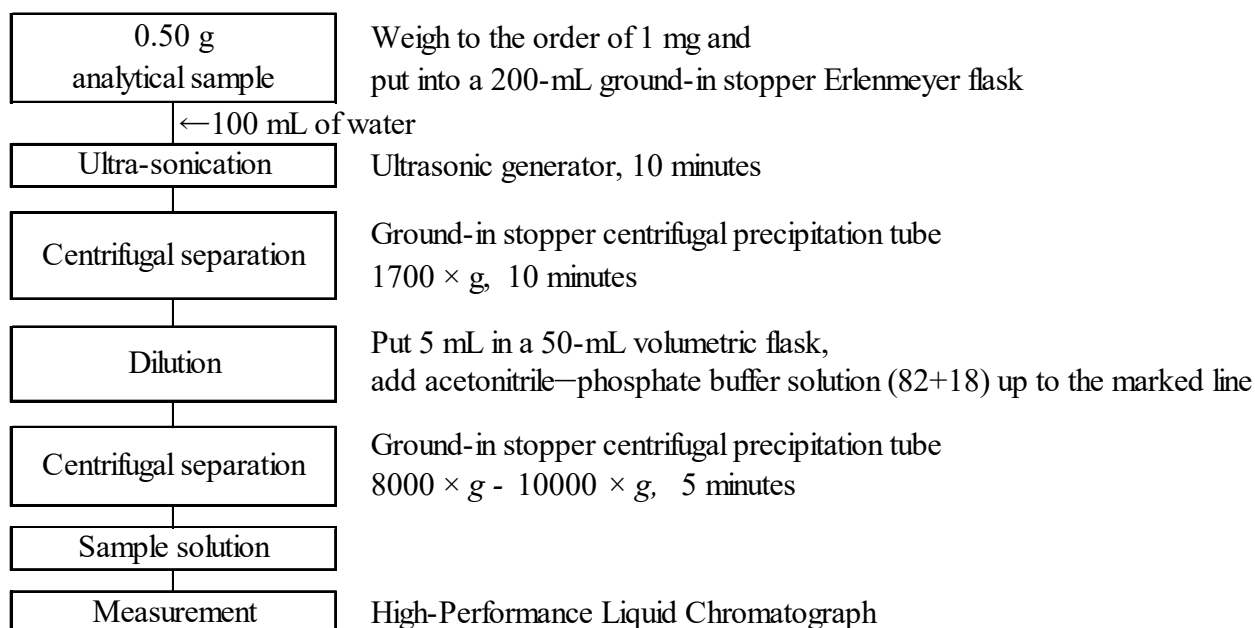 0.50 g
analytical sample
Weigh to the order of 1 mg and
put into a 200-mL ground-in stopper Erlenmeyer flask
←100 mL of water
Ultra-sonication
Ultrasonic generator, 10 minutes
Centrifugal separation
Ground-in stopper centrifugal precipitation tube
1700 × g, 10 minutes
Dilution
Put 5 mL in a 50-mL volumetric flask,
add acetonitrile−phosphate buffer solution (82+18) up to the marked line
Centrifugal separation
Ground-in stopper centrifugal precipitation tube
8000 × g - 10000 × g, 5 minutes
Sample solution
Measurement
High-Performance Liquid Chromatograph